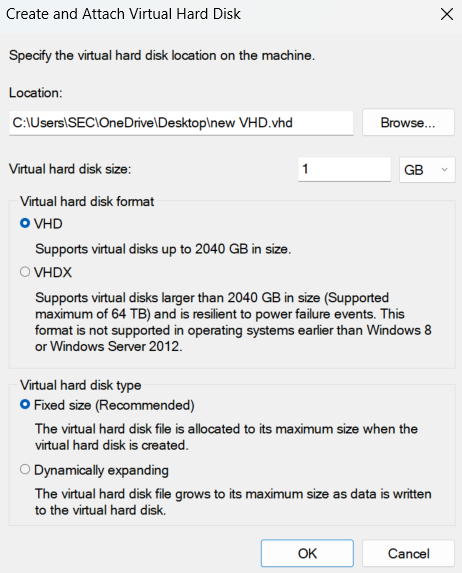 Create and Attach Virtual Hard Disk
Specify the virtual hard disk location on the machine.
Location:
C:\Users\SEC\OneDrive\Desktop\new VHD.vhd
Browse...
Virtual hard disk size:
1
GB
Virtual hard disk format
VHD
Supports virtual disks up to 2040 GB in size.
VHDX
Supports virtual disks larger than 2040 GB in size (Supported
maximum of 64 TB) and is resilient to power failure events. This
format is not supported in operating systems earlier than Windows 8
or Windows Server 2012.
Virtual hard disk type
Fixed size (Recommended)
The virtual hard disk file is allocated to its maximum size when the
virtual hard disk is created.
Dynamically expanding
The virtual hard disk file grows to its maximum size as data is written
to the virtual hard disk.
OK
Cancel